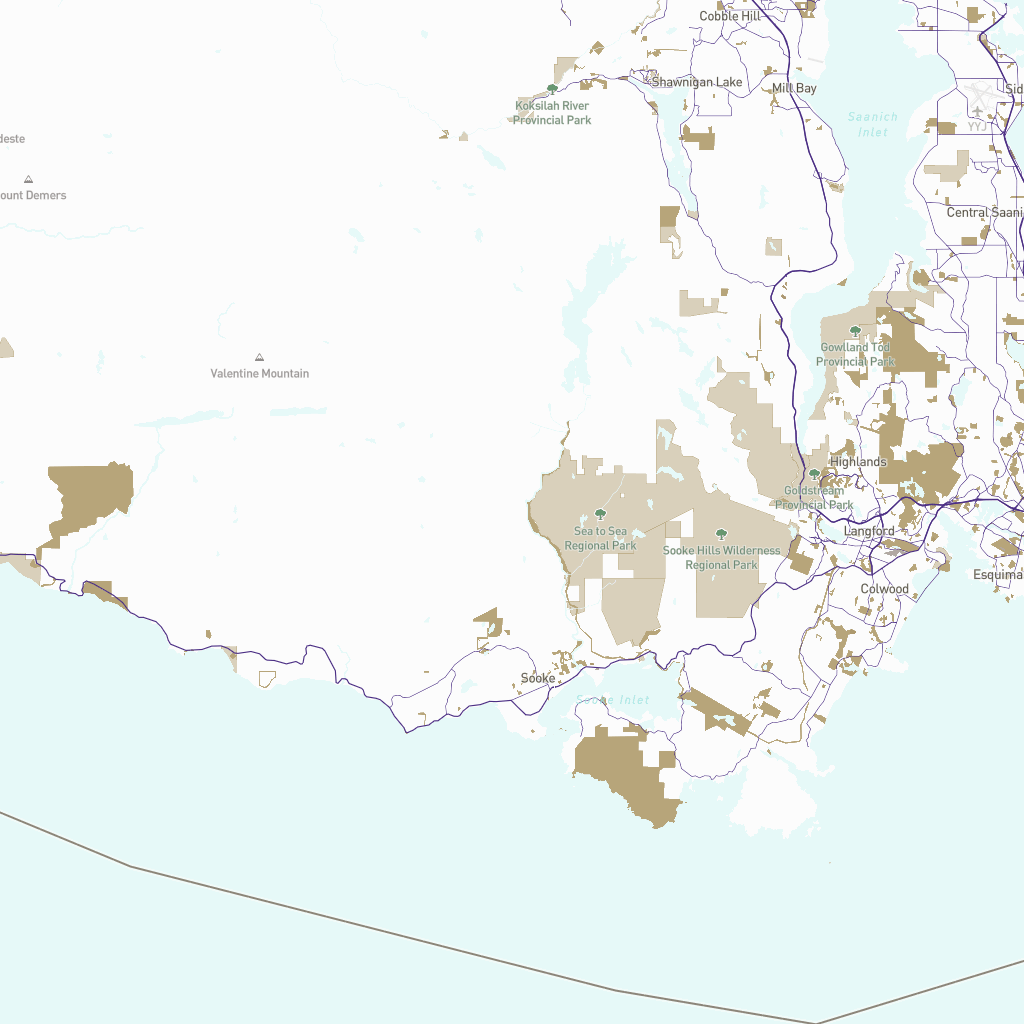 Cobble Hill
Shawnigan Lake
Mill Bay
Koksilah River
Provincial Park
Saanich
Inlet
YYJ
ount Demers
Central Saani
Gowlland Tod
Provincial Park
Valentine Mountain
Highlands
Goldstream
Provincial Park
Sea to Sea
Regional Park
Sooke Hills Wilderness
Regional Park
Langford
Esquima
Colwood
Sooke
Sooke Inlet
deste
Sid